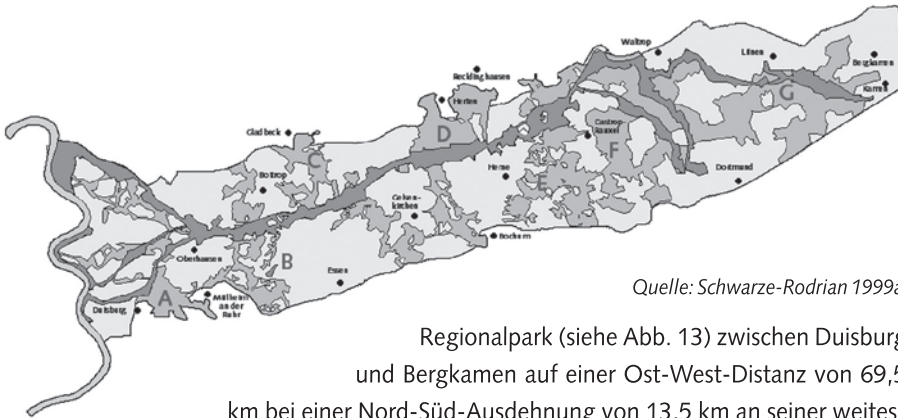 Waltrop
Lünen
Bergkamen
Kamen
Recklinghausen
Herten
G
Gladbeck
D
Castrop-
Rauxel
C
F
Bottrop
Herne
Dortmund
E
Gelsen-
kirchen
Bochum
Oberhausen
B
Essen
A
Mülheim
an der
Ruhr
Duisburg
Quelle: Schwarze-Rodrian 1999a
Regionalpark (siehe Abb. 13) zwischen Duisburg
und Bergkamen auf einer Ost-West-Distanz von 69,5
km bei einer Nord-Süd-Ausdehnung von 13,5 km an seiner weites